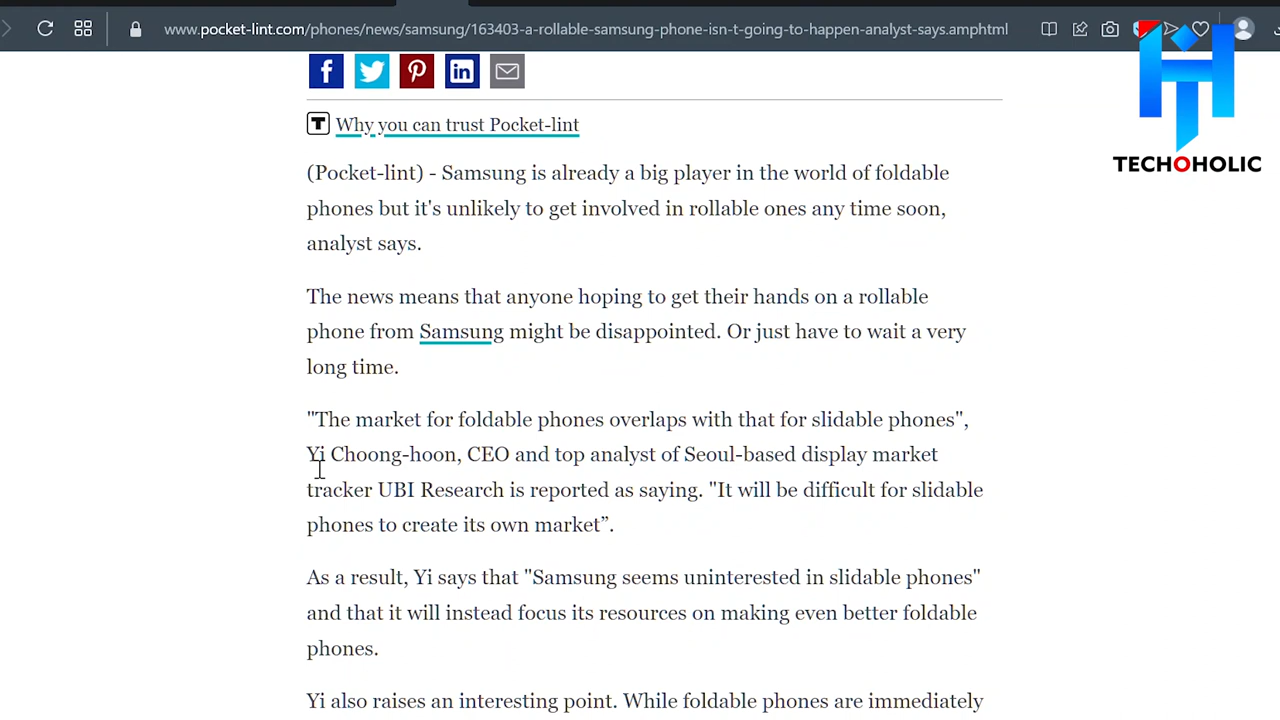 www.pocket-lint.com/phones/news/samsung/163403-a-rollable-samsung-phone-isn-t-going-to-happen-analyst-says.amphtml
TECHOHOLIC
Why you can trust Pocket-lint
(Pocket-lint) - Samsung is already a big player in the world of foldable
phones but it's unlikely to get involved in rollable ones any time soon,
analyst says.
The news means that anyone hoping to get their hands on a rollable
phone from Samsung might be disappointed. Or just have to wait a very
long time.
"The market for foldable phones overlaps with that for slidable phones",
Yi Choong-hoon, CEO and top analyst of Seoul-based display market
tracker UBI Research is reported as saying. "It will be difficult for slidable
phones to create its own market”.
As a result, Yi says that "Samsung seems uninterested in slidable phones"
and that it will instead focus its resources on making even better foldable
phones.
Yi also raises an interesting point. While foldable phones are immediately